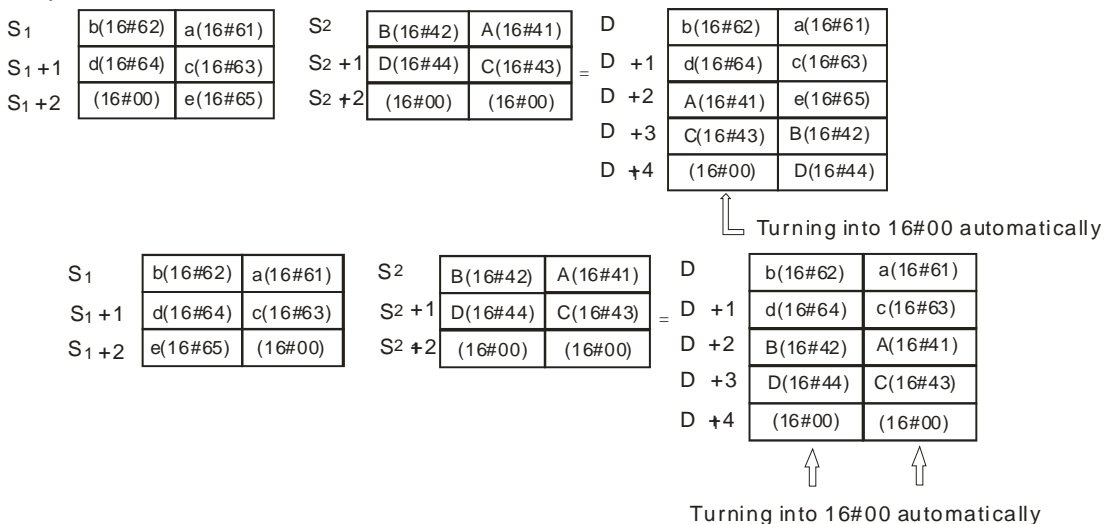 S1 b(16#62) a(16#61) S2 B(16#42) A(16#41) D b(16#62) a(16#61)
S1 +1 d(16#64) c(16#63) S2 +1 D(16#44) C(16#43) = D +1 d(16#64) c(16#63)
S1 +2 (16#00) e(16#65) S2 +2 (16#00) (16#00) D +2 A(16#41) e(16#65)
D +3 C(16#43) B(16#42)
D +4 (16#00) D(16#44)
Turning into 16#00 automatically
S1 b(16#62) a(16#61) S2 B(16#42) A(16#41) D b(16#62) a(16#61)
S1 +1 d(16#64) c(16#63) S2 +1 D(16#44) C(16#43) = D +1 d(16#64) c(16#63)
S1 +2 e(16#65) (16#00) S2 +2 (16#00) (16#00) D +2 B(16#42) A(16#41)
D +3 D(16#44) C(16#43)
D +4 (16#00) (16#00)
Turning into 16#00 automatically